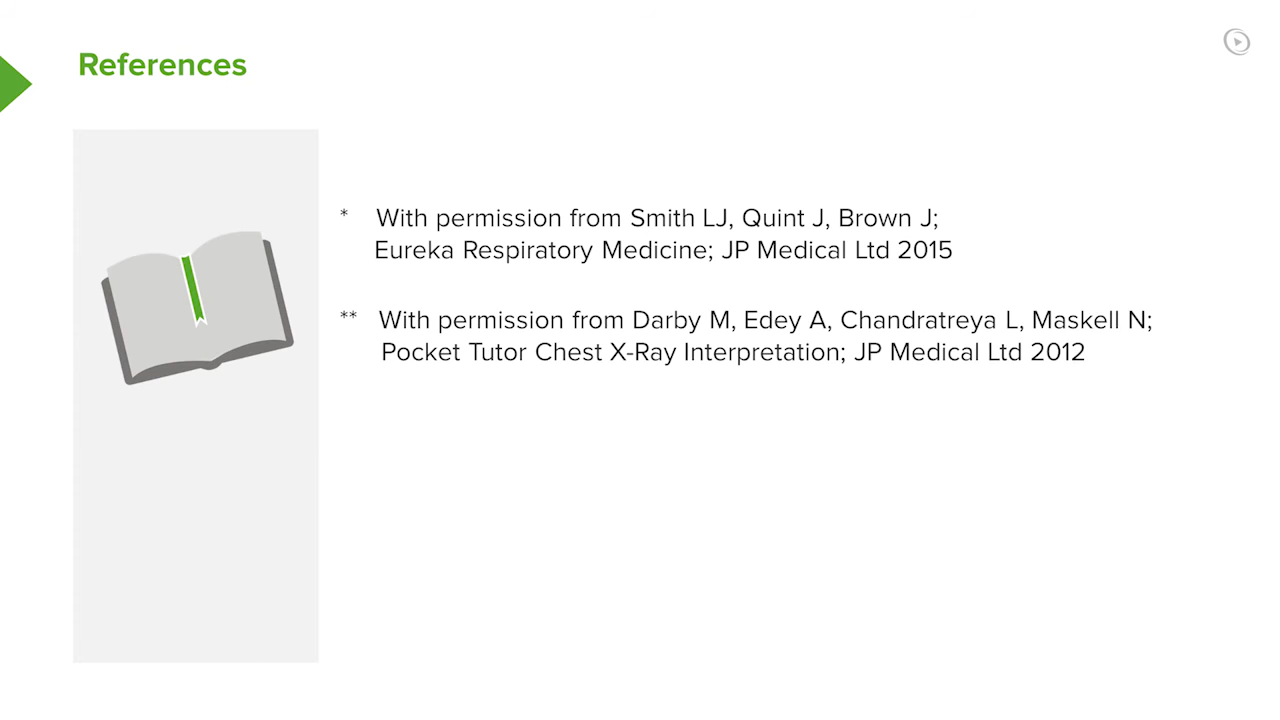 References
* With permission from Smith LJ, Quint J, Brown J;
Eureka Respiratory Medicine; JP Medical Ltd 2015
** With permission from Darby M, Edey A, Chandratreya L, Maskell N;
Pocket Tutor Chest X-Ray Interpretation; JP Medical Ltd 2012